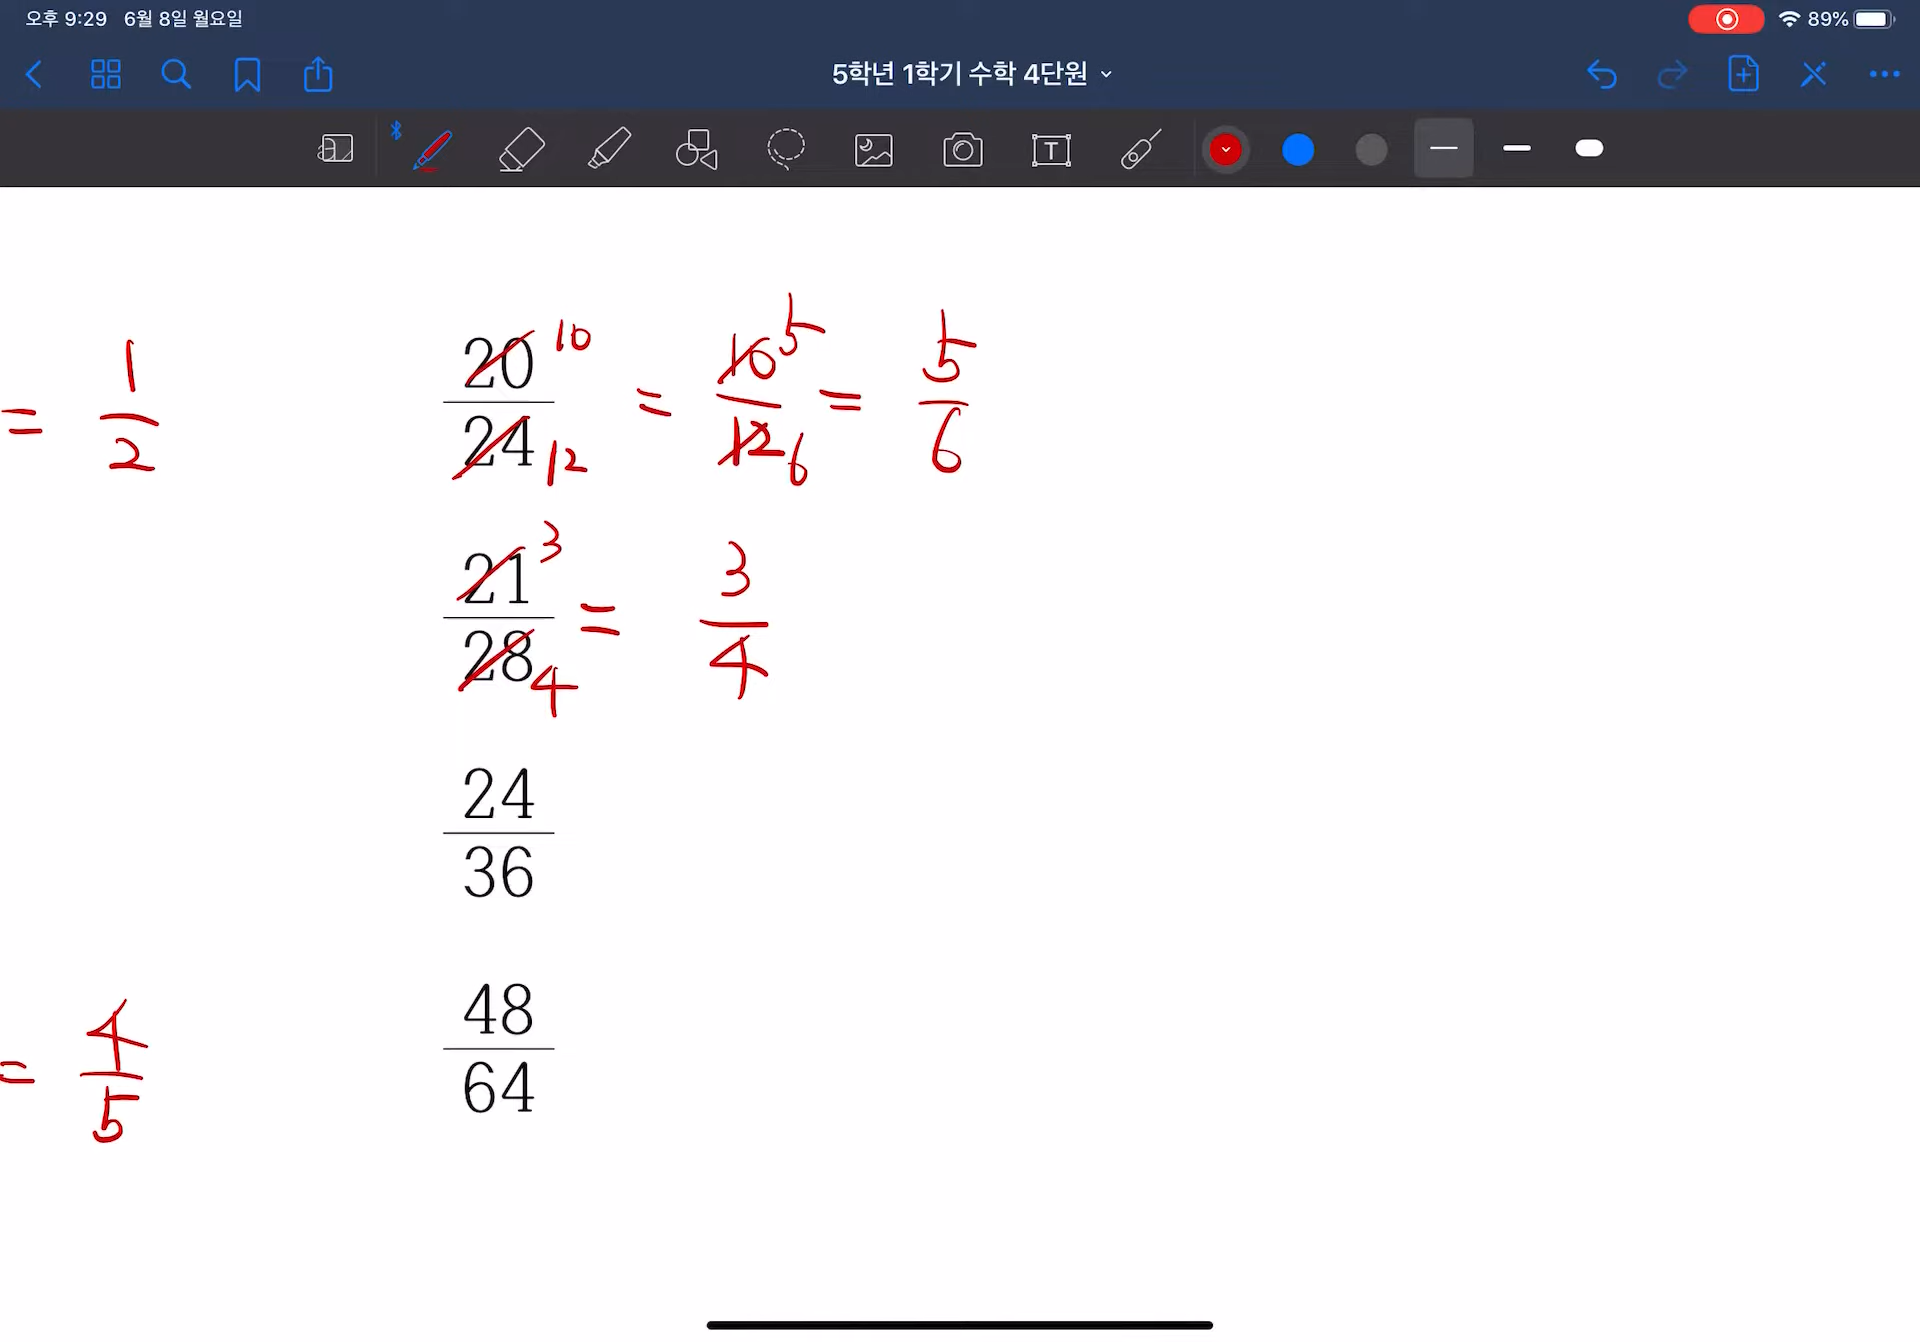 오후 9:29 6월 8일 월요일 89%
5학년 1학기 수학 4단원
= 1/2
20/24 10 12 = 10/12 5 6 = 5/6
21/28 3 4 = 3/4
24/36
= 4/5
48/64